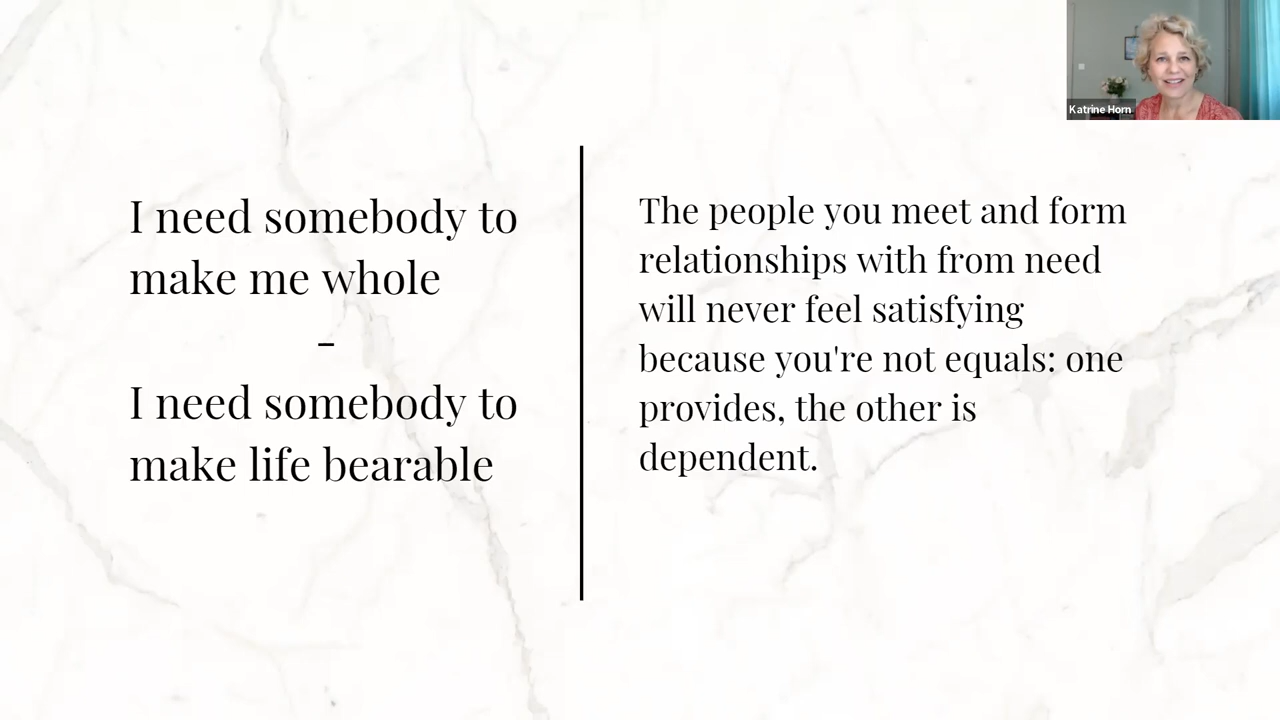 I need somebody to
make me whole
-
I need somebody to
make life bearable
The people you meet and form
relationships with from need
will never feel satisfying
because you're not equals: one
provides, the other is
dependent.
Katrine Horn